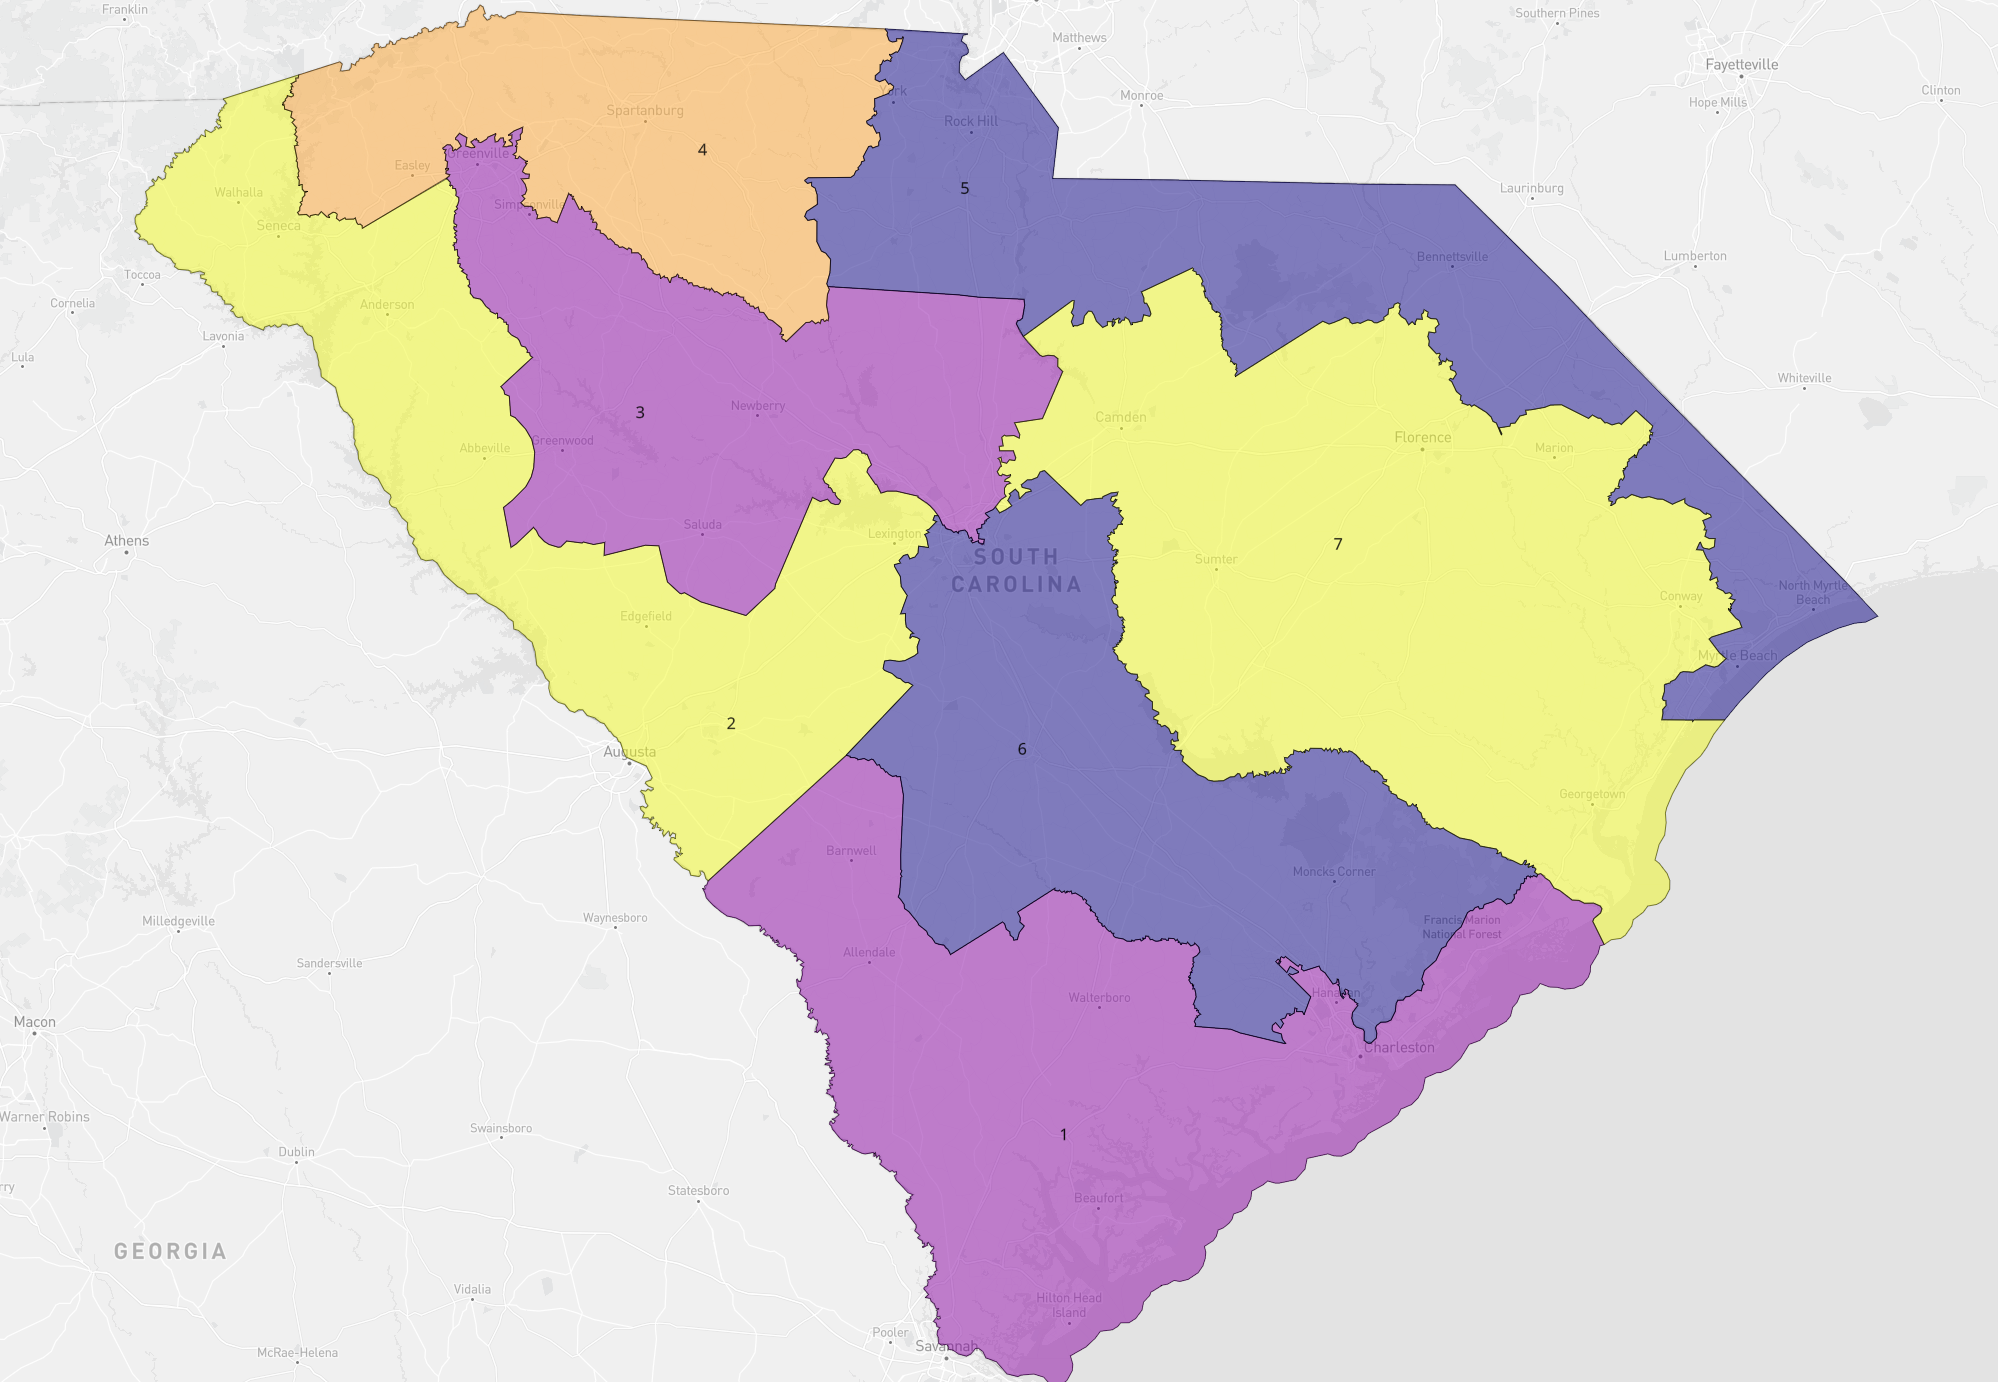 Franklin
Southern Pines
Matthews
Fayetteville
Monroe
Clinton
Hope Mills
York
Spartanburg
Rock Hill
4
Greenville
Easley
5
Laurinburg
Walhalla
Simpsonville
Seneca
Bennettsville
Lumberton
Toccoa
Cornelia
Anderson
Lavonia
Lula
Whiteville
3
Newberry
Camden
Greenwood
Florence
Abbeville
Marion
Saluda
Lexington
Athens
7
SOUTH
CAROLINA
Sumter
North Myrtle
Beach
Conway
Edgefield
Myrtle Beach
2
6
Augusta
Georgetown
Barnwell
Moncks Corner
Waynesboro
Milledgeville
Francis Marion
National Forest
Allendale
Sandersville
Hanahan
Walterboro
Macon
Charleston
Warner Robins
Swainsboro
1
Dublin
rry
Statesboro
Beaufort
GEORGIA
Vidalia
Hilton Head
Island
Pooler
Savannah
McRae-Helena